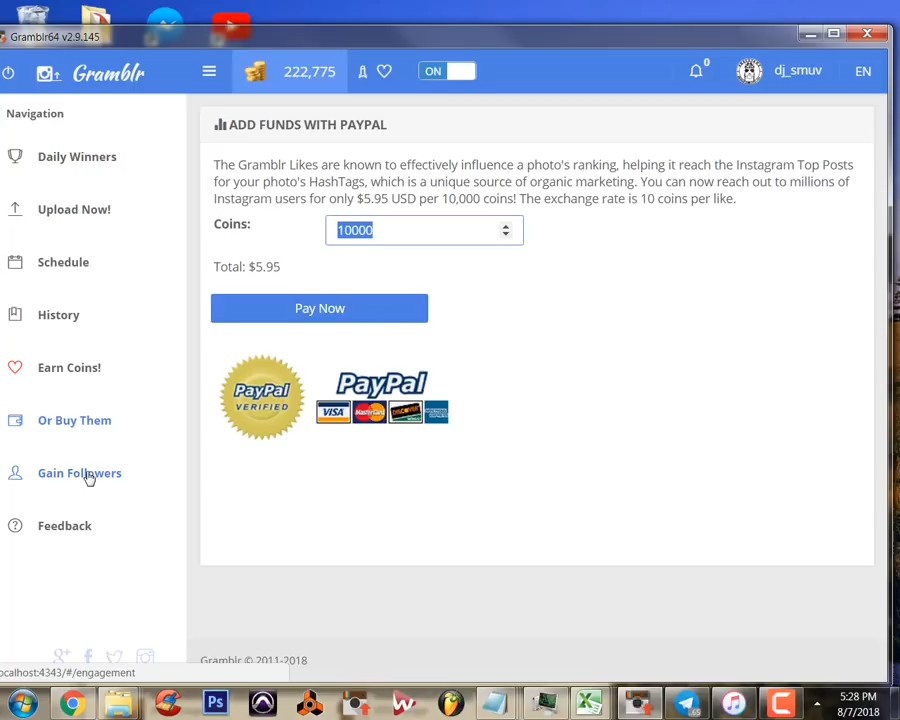 Gramblr64 v2.9.145
Gramblr
222,775
ON
0
dj_smuv
EN
Navigation
Daily Winners
Upload Now!
Schedule
History
Earn Coins!
Or Buy Them
Gain Followers
Feedback
ADD FUNDS WITH PAYPAL
The Gramblr Likes are known to effectively influence a photo's ranking, helping it reach the Instagram Top Posts
for your photo's HashTags, which is a unique source of organic marketing. You can now reach out to millions of
Instagram users for only $5.95 USD per 10,000 coins! The exchange rate is 10 coins per like.
Coins:
10000
Total: $5.95
Pay Now
PayPal
VERIFIED
PayPal
VISA
MasterCard
DISCOVER
Gramblr © 2011-2018
ocalhost:4343/#/engagement
Ps
65
5:28 PM
8/7/2018